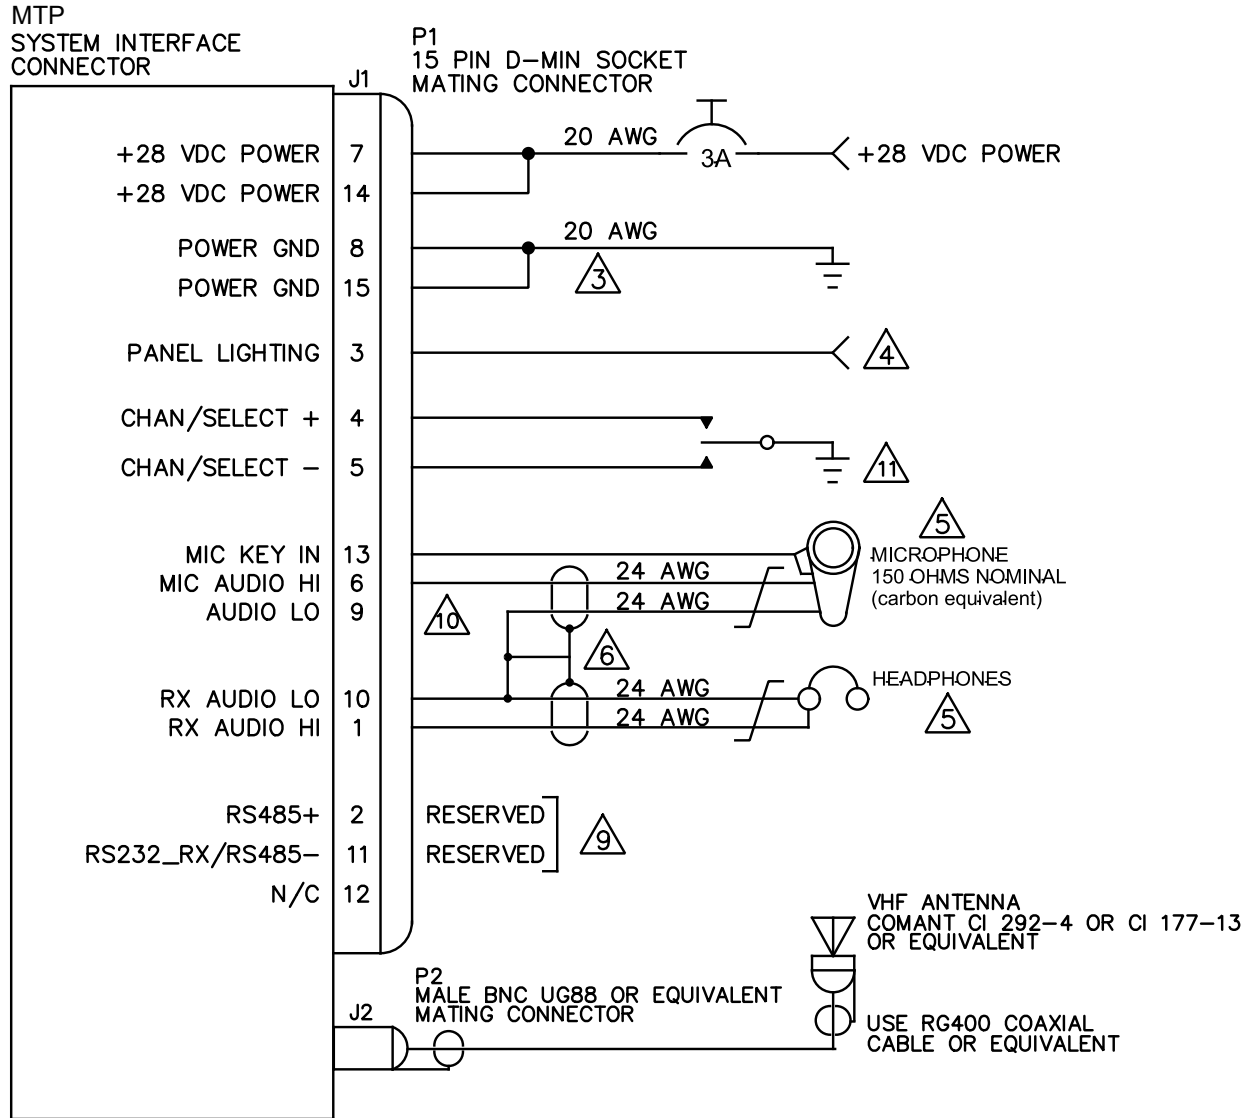 MTP
SYSTEM INTERFACE
CONNECTOR
J1
P1
15 PIN D-MIN SOCKET
MATING CONNECTOR
+28 VDC POWER 7
20 AWG
3A
+28 VDC POWER
+28 VDC POWER 14
POWER GND 8
20 AWG
3
POWER GND 15
PANEL LIGHTING 3
4
CHAN/SELECT + 4
CHAN/SELECT - 5
11
5
MIC KEY IN 13
MICROPHONE
150 OHMS NOMINAL
(carbon equivalent)
MIC AUDIO HI 6
24 AWG
AUDIO LO 9
10
24 AWG
6
RX AUDIO LO 10
24 AWG
HEADPHONES
5
RX AUDIO HI 1
24 AWG
RS485+ 2 RESERVED
9
RS232_RX/RS485- 11 RESERVED
N/C 12
VHF ANTENNA
COMANT CI 292-4 OR CI 177-13
OR EQUIVALENT
P2
MALE BNC UG88 OR EQUIVALENT
MATING CONNECTOR
J2
USE RG400 COAXIAL
CABLE OR EQUIVALENT